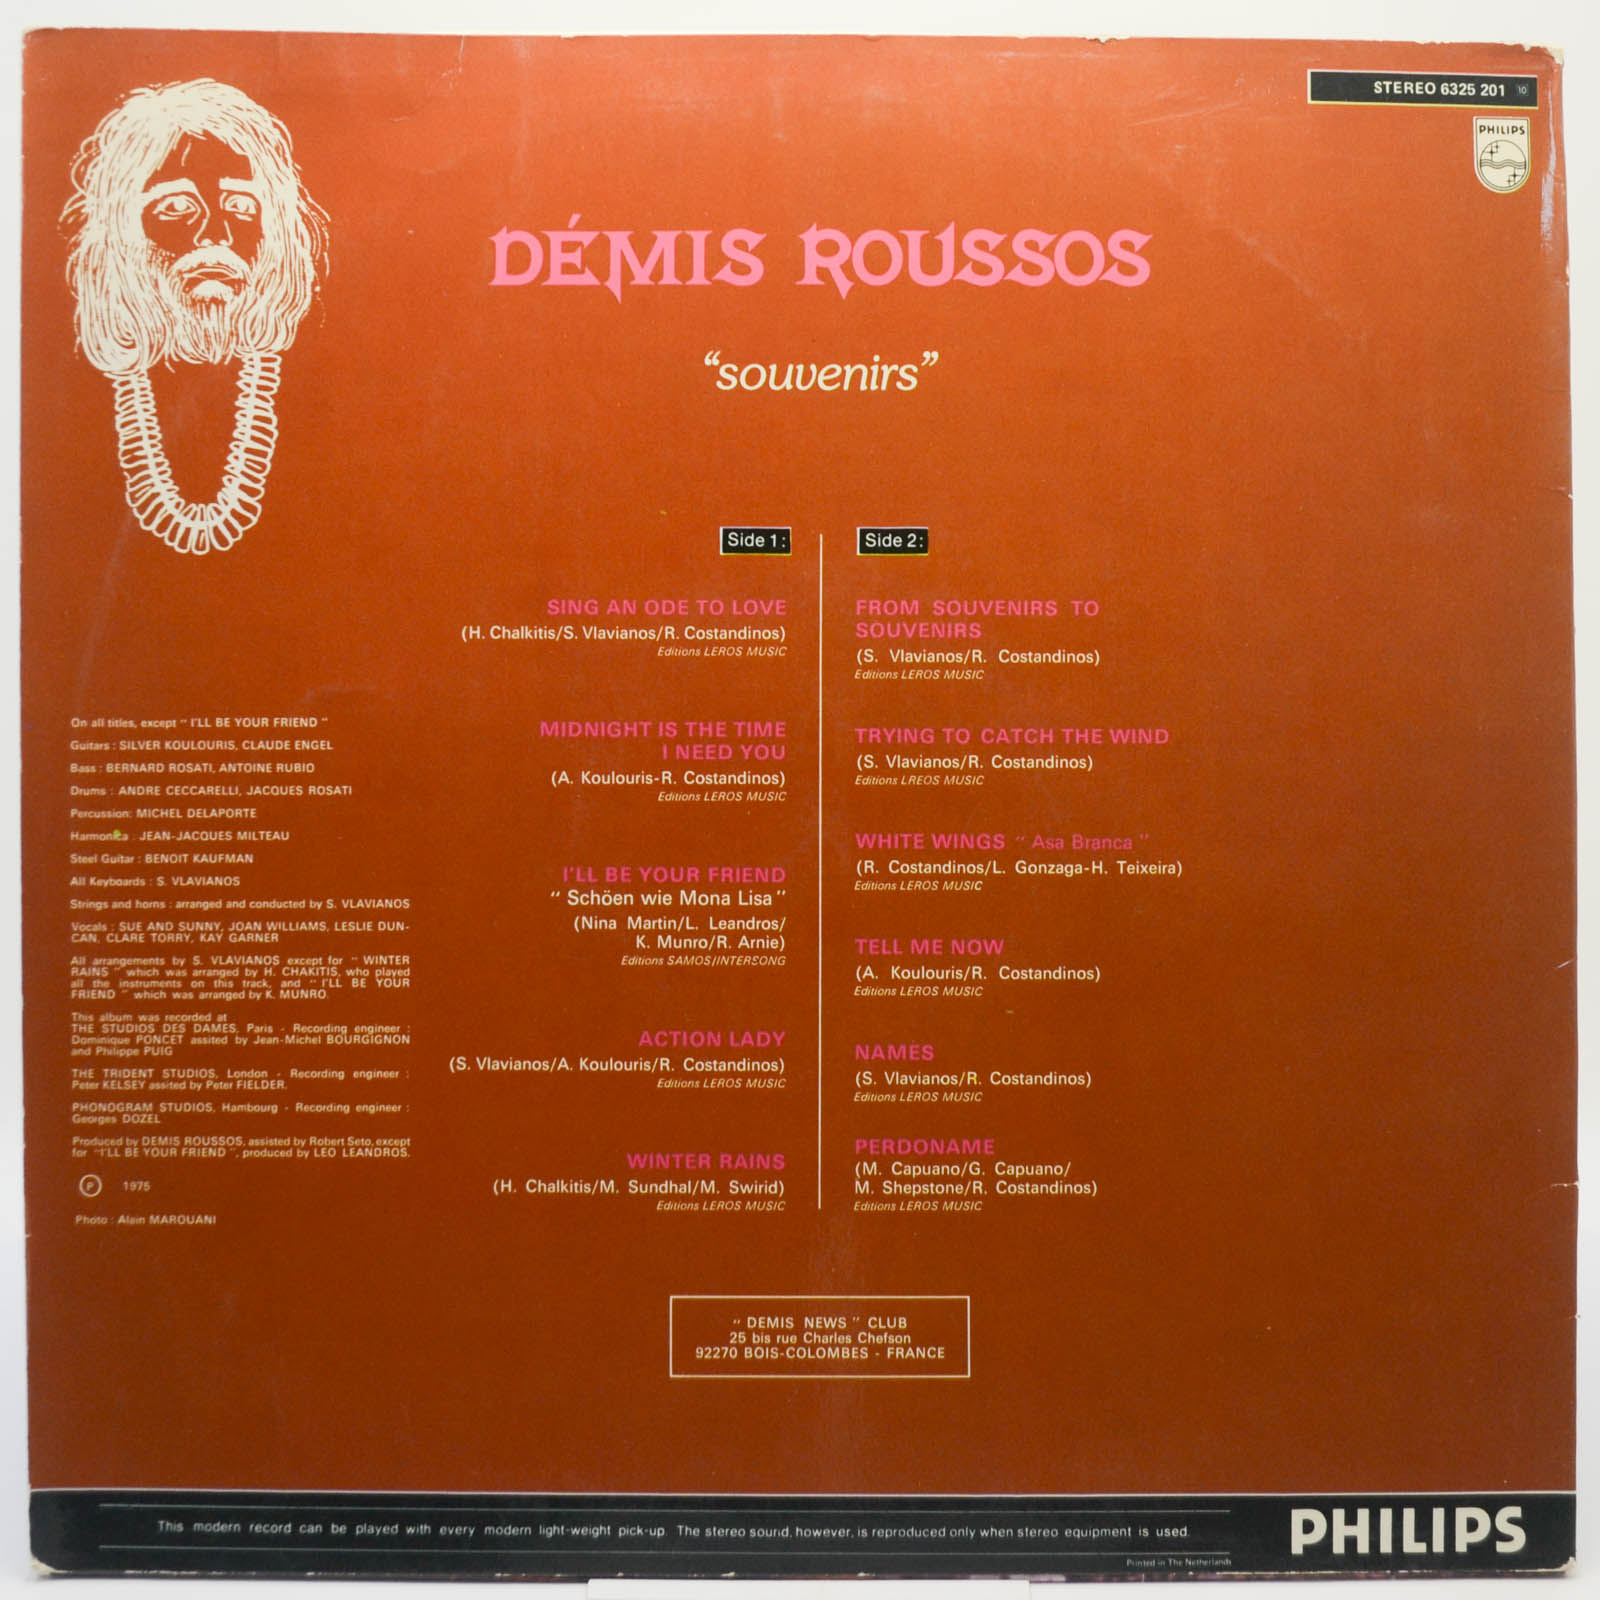 STEREO 6325 201 10
PHILIPS
DÉMIS ROUSSOS
“souvenirs”
Side 1:
SING AN ODE TO LOVE
(H. Chalkitis/S. Vlavianos/R. Costandinos)
Editions LEROS MUSIC
MIDNIGHT IS THE TIME
I NEED YOU
(A. Koulouris-R. Costandinos)
Editions LEROS MUSIC
I'LL BE YOUR FRIEND
“ Schöen wie Mona Lisa ”
(Nina Martin/L. Leandros/
K. Munro/R. Arnie)
Editions SAMOS/INTERSONG
ACTION LADY
(S. Vlavianos/A. Koulouris/R. Costandinos)
Editions LEROS MUSIC
WINTER RAINS
(H. Chalkitis/M. Sundhal/M. Swirid)
Editions LEROS MUSIC
Side 2:
FROM SOUVENIRS TO
SOUVENIRS
(S. Vlavianos/R. Costandinos)
Editions LEROS MUSIC
TRYING TO CATCH THE WIND
(S. Vlavianos/R. Costandinos)
Editions LREOS MUSIC
WHITE WINGS “ Asa Branca ”
(R. Costandinos/L. Gonzaga-H. Teixeira)
Editions LEROS MUSIC
TELL ME NOW
(A. Koulouris/R. Costandinos)
Editions LEROS MUSIC
NAMES
(S. Vlavianos/R. Costandinos)
Editions LEROS MUSIC
PERDONAME
(M. Capuano/G. Capuano/
M. Shepstone/R. Costandinos)
Editions LEROS MUSIC
On all titles, except “ I'LL BE YOUR FRIEND ”
Guitars : SILVER KOULOURIS, CLAUDE ENGEL
Bass : BERNARD ROSATI, ANTOINE RUBIO
Drums : ANDRE CECCARELLI, JACQUES ROSATI
Percussion: MICHEL DELAPORTE
Harmonica : JEAN-JACQUES MILTEAU
Steel Guitar : BENOIT KAUFMAN
All Keyboards : S. VLAVIANOS
Strings and horns : arranged and conducted by S. VLAVIANOS
Vocals : SUE AND SUNNY, JOAN WILLIAMS, LESLIE DUN-
CAN, CLARE TORRY, KAY GARNER
All arrangements by S. VLAVIANOS except for “ WINTER
RAINS ” which was arranged by H. CHAKITIS, who played
all the instruments on this track, and “ I'LL BE YOUR
FRIEND ” which was arranged by K. MUNRO.
This album was recorded at
THE STUDIOS DES DAMES, Paris - Recording engineer :
Dominique PONCET assited by Jean-Michel BOURGIGNON
and Philippe PUIG
THE TRIDENT STUDIOS, London - Recording engineer :
Peter KELSEY assited by Peter FIELDER.
PHONOGRAM STUDIOS, Hambourg - Recording engineer :
Georges DOZEL
Produced by DEMIS ROUSSOS, assisted by Robert Seto, except
for “I'LL BE YOUR FRIEND ”, produced by LEO LEANDROS.
℗ 1975
Photo : Alain MAROUANI
“ DEMIS NEWS ” CLUB
25 bis rue Charles Chefson
92270 BOIS-COLOMBES - FRANCE
This modern record can be played with every modern light-weight pick-up. The stereo sound, however, is reproduced only when stereo equipment is used.
PHILIPS
Printed in The Netherlands